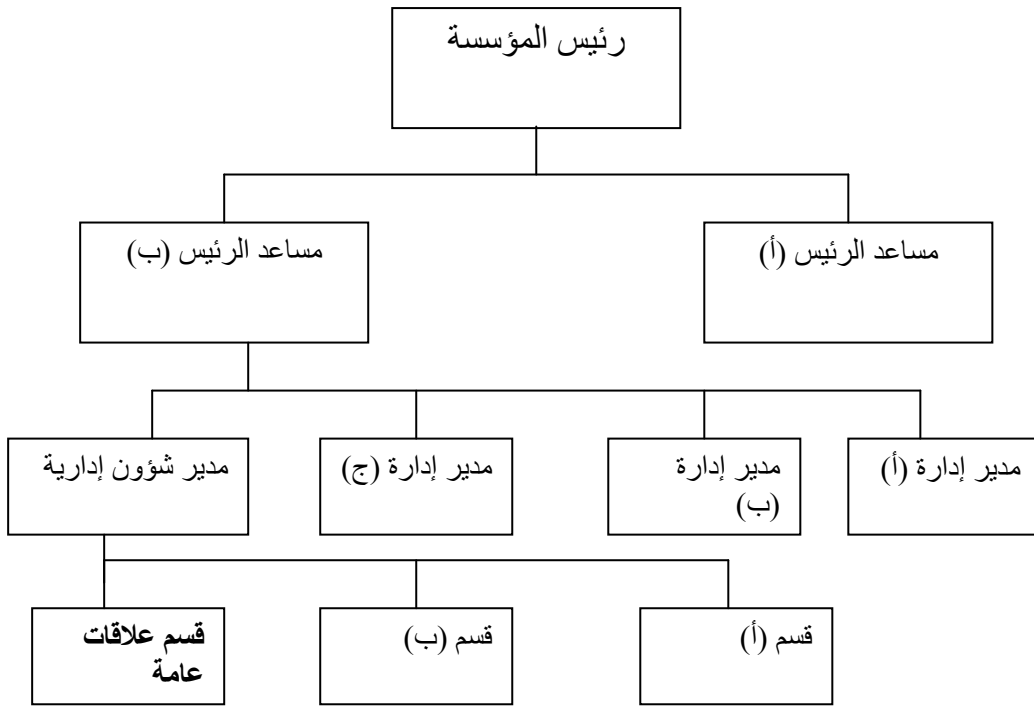 رئيس المؤسسة
مساعد الرئيس (أ)
مساعد الرئيس (ب)
مدير إدارة (أ)
مدير إدارة
(ب)
مدير إدارة (ج)
مدير شؤون إدارية
قسم (أ)
قسم (ب)
قسم علاقات
عامة